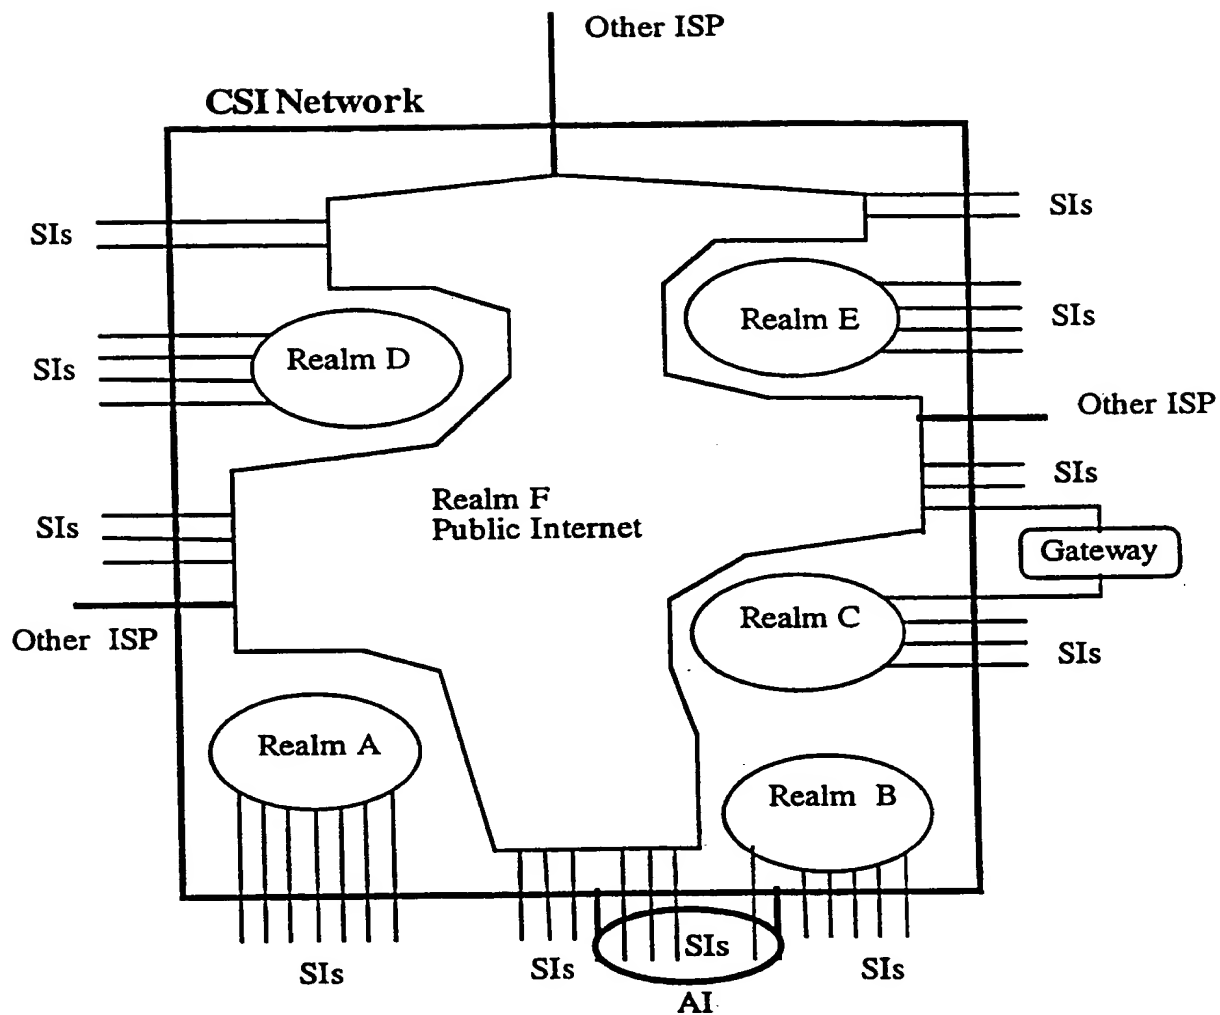 Other ISP
CSI Network
SIs
SIs
Realm E
SIs
Realm D
SIs
Other ISP
SIs
Realm F
Public Internet
SIs
Gateway
Realm C
Other ISP
SIs
Realm A
Realm B
SIs
SIs
SIs
SIs
AI